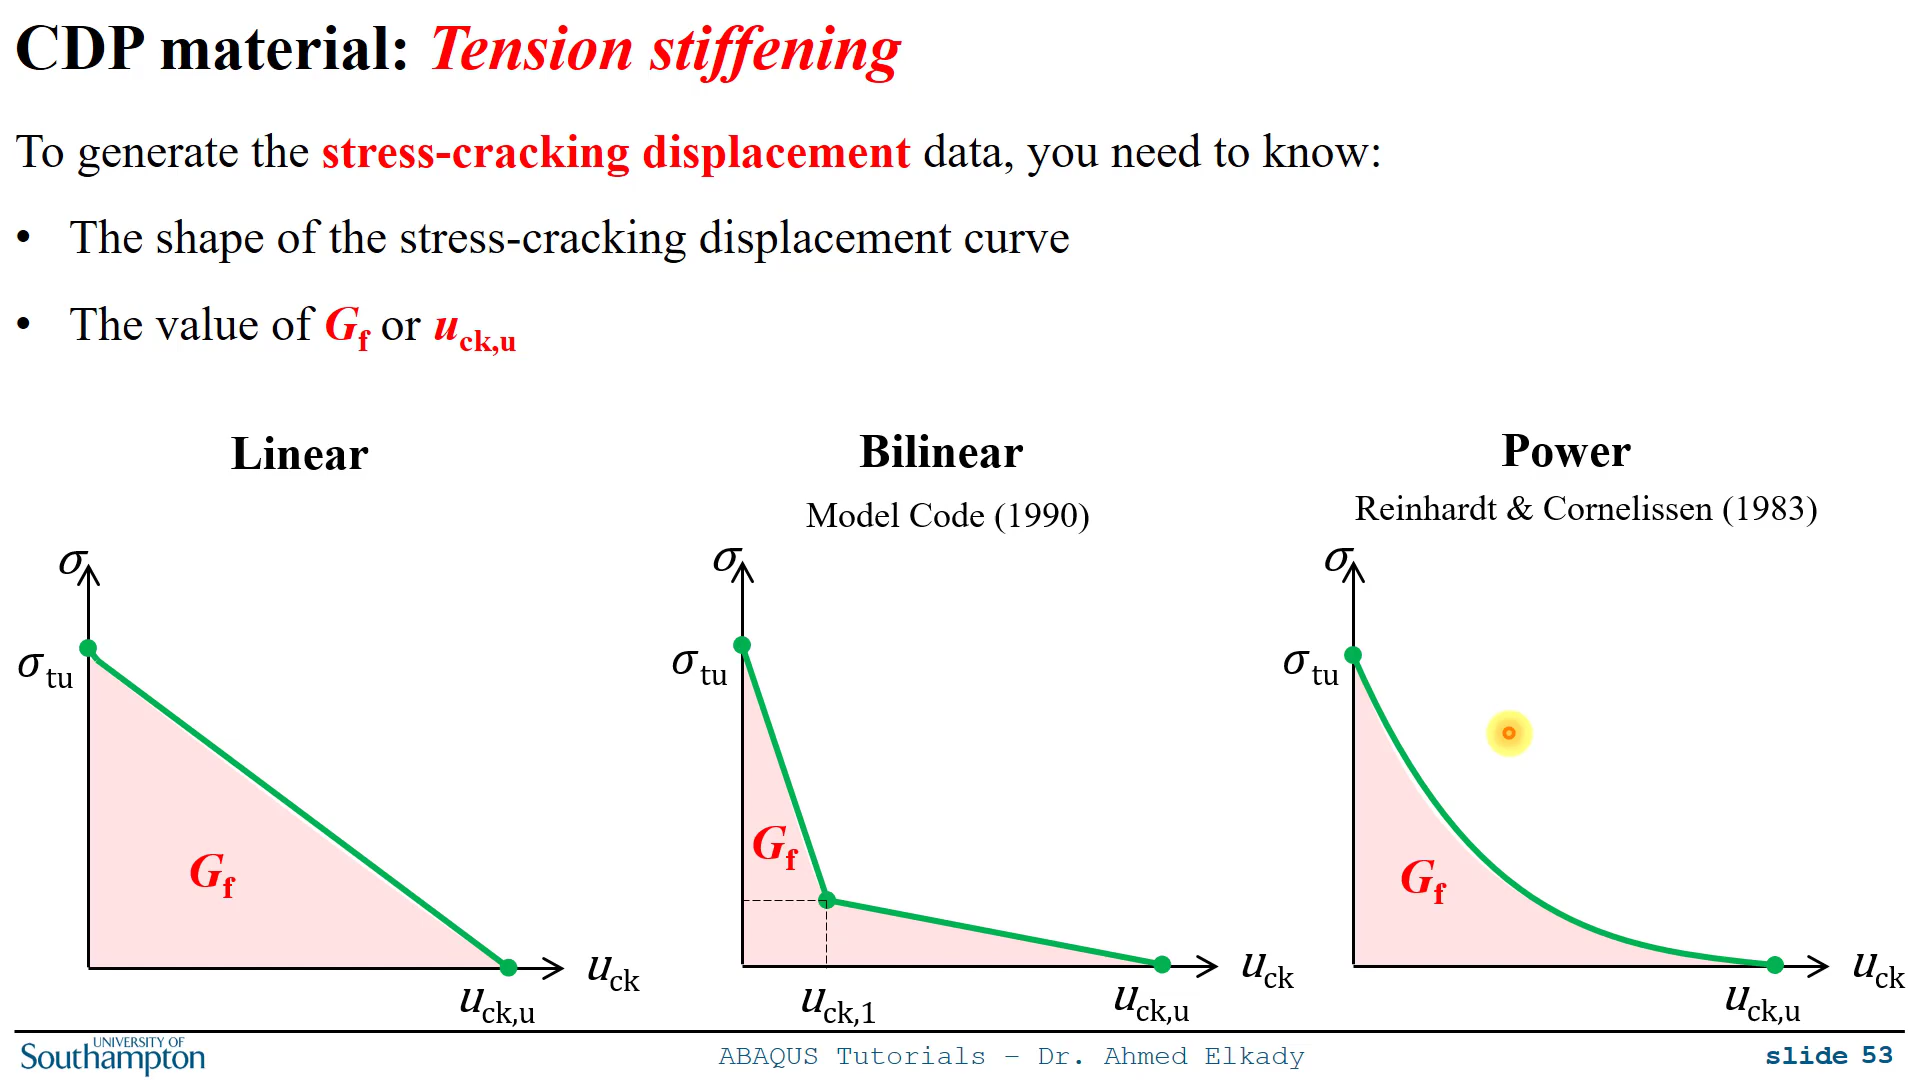 CDP material: Tension stiffening
To generate the stress-cracking displacement data, you need to know:
• The shape of the stress-cracking displacement curve
• The value of Gf or uck,u
Linear
σ
σtu
Gf
uck
uck,u
Bilinear
Model Code (1990)
σ
σtu
Gf
uck
uck,1
uck,u
Power
Reinhardt & Cornelissen (1983)
σ
σtu
Gf
uck
uck,u
UNIVERSITY OF
Southampton
ABAQUS Tutorials – Dr. Ahmed Elkady
slide 53